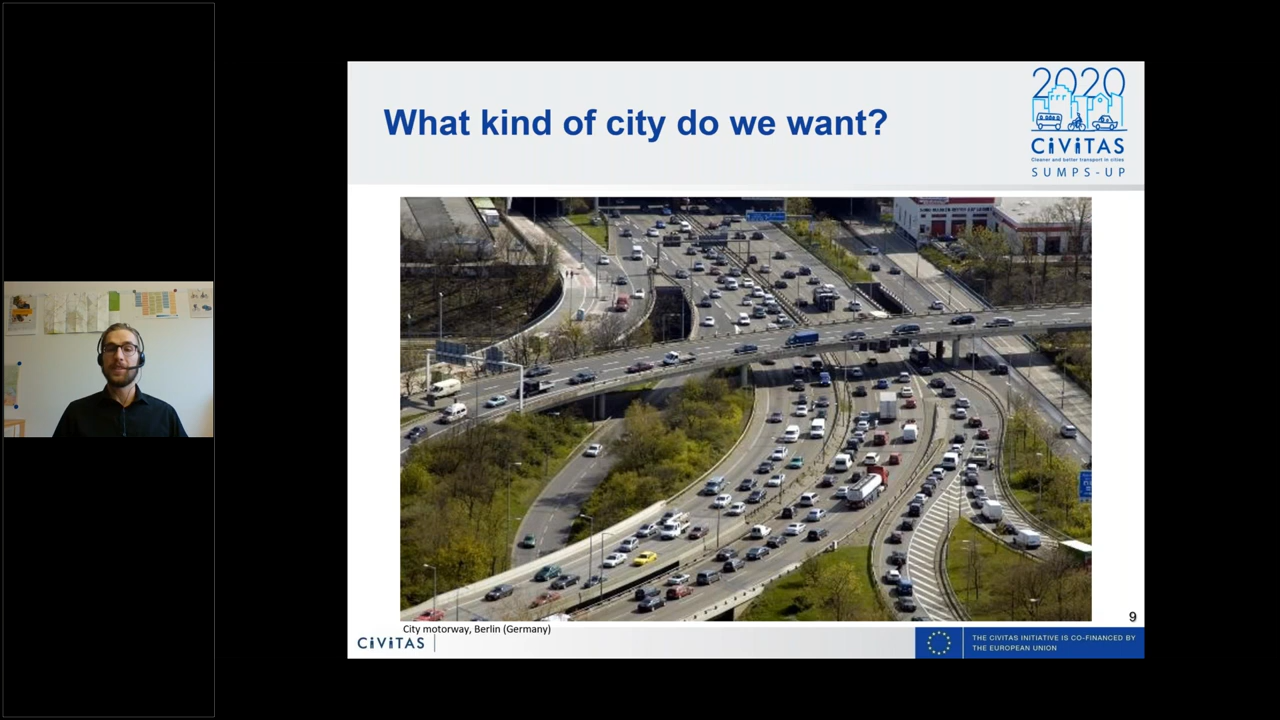 What kind of city do we want?
2020
CiViTAS
Cleaner and better transport in cities
SUMPS-UP
City motorway, Berlin (Germany)
9
CiViTAS
THE CIVITAS INITIATIVE IS CO-FINANCED BY
THE EUROPEAN UNION